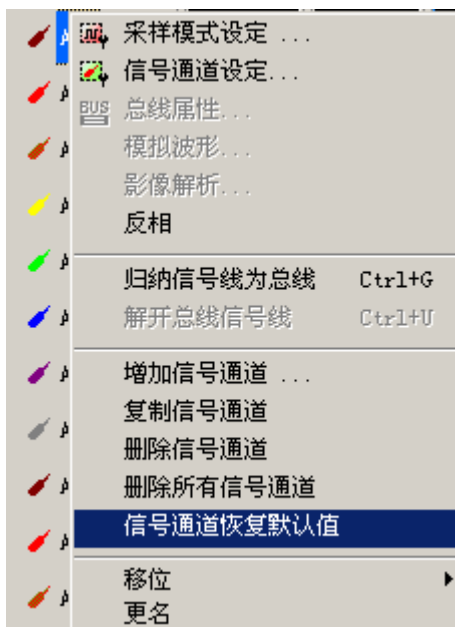 采样模式设定 ...
信号通道设定...
BUS 总线属性...
模拟波形...
影像解析...
反相
归纳信号线为总线 Ctrl+G
解开总线信号线 Ctrl+U
增加信号通道 ...
复制信号通道
删除信号通道
删除所有信号通道
信号通道恢复默认值
移位
更名